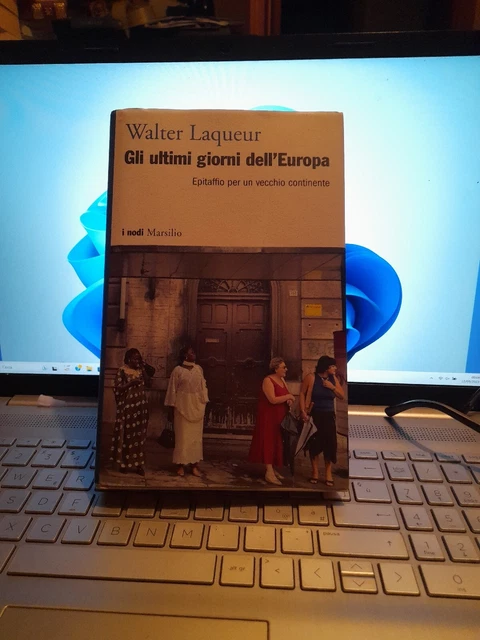 Walter Laqueur
Gli ultimi giorni dell'Europa
Epitaffio per un vecchio continente
i nodi Marsilio